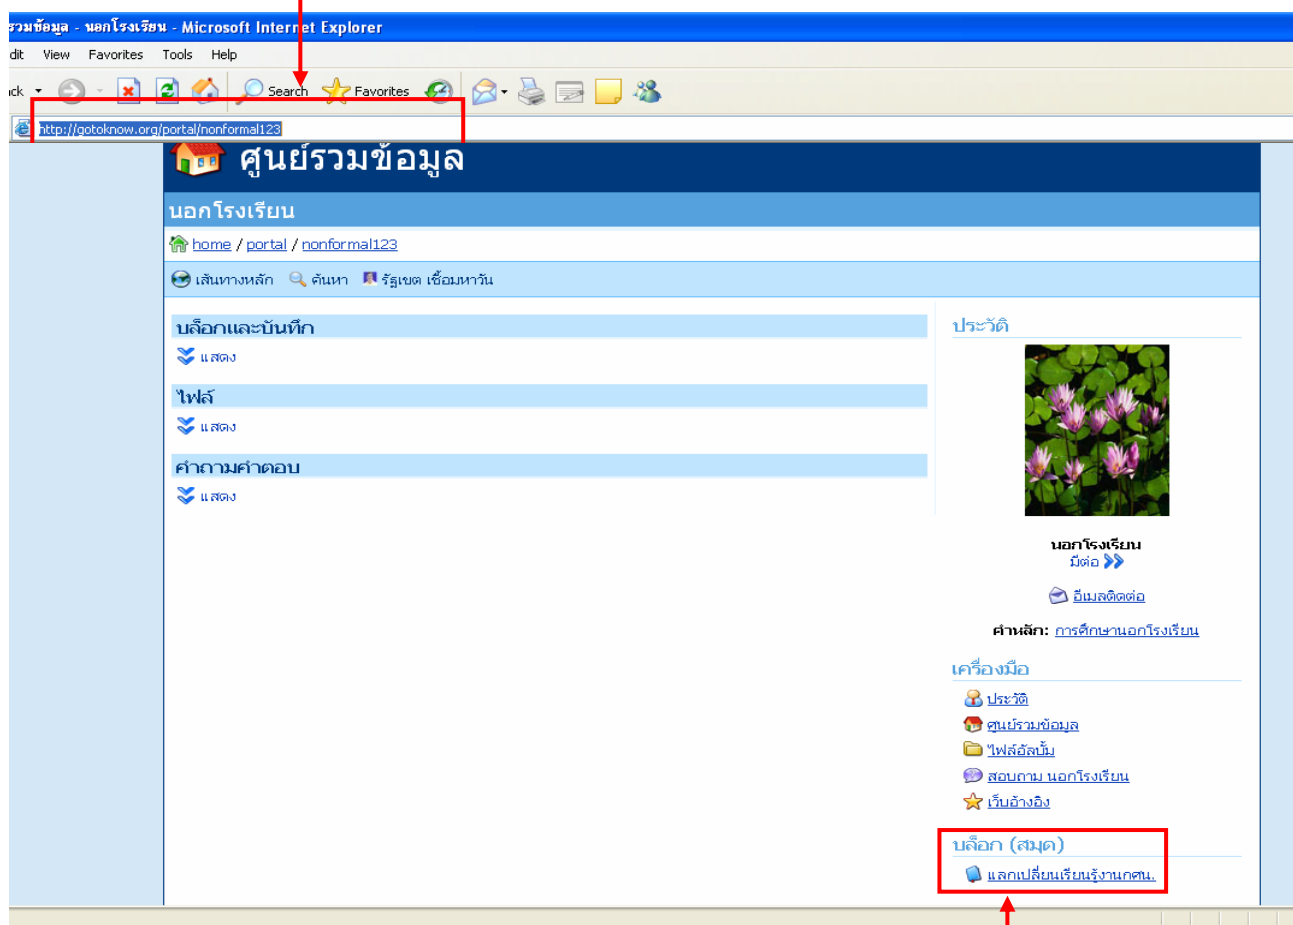 รวมข้อมูล - นอกโรงเรียน - Microsoft Internet Explorer
dit View Favorites Tools Help
ack Search Favorites
http://gotoknow.org/portal/nonformal123
ศูนย์รวมข้อมูล
นอกโรงเรียน
home / portal / nonformal123
เส้นทางหลัก ค้นหา รัฐเขต เชื้อมหาวัน
บล็อกและบันทึก
แสดง
ไฟล์
แสดง
คำถามคำตอบ
แสดง
ประวัติ
นอกโรงเรียน
มีต่อ
อีเมลติดต่อ
คำหลัก: การศึกษานอกโรงเรียน
เครื่องมือ
ประวัติ
ศูนย์รวมข้อมูล
ไฟล์อัลบั้ม
สอบถาม นอกโรงเรียน
เว็บอ้างอิง
บล็อก (สมุด)
แลกเปลี่ยนเรียนรู้งานกศน.